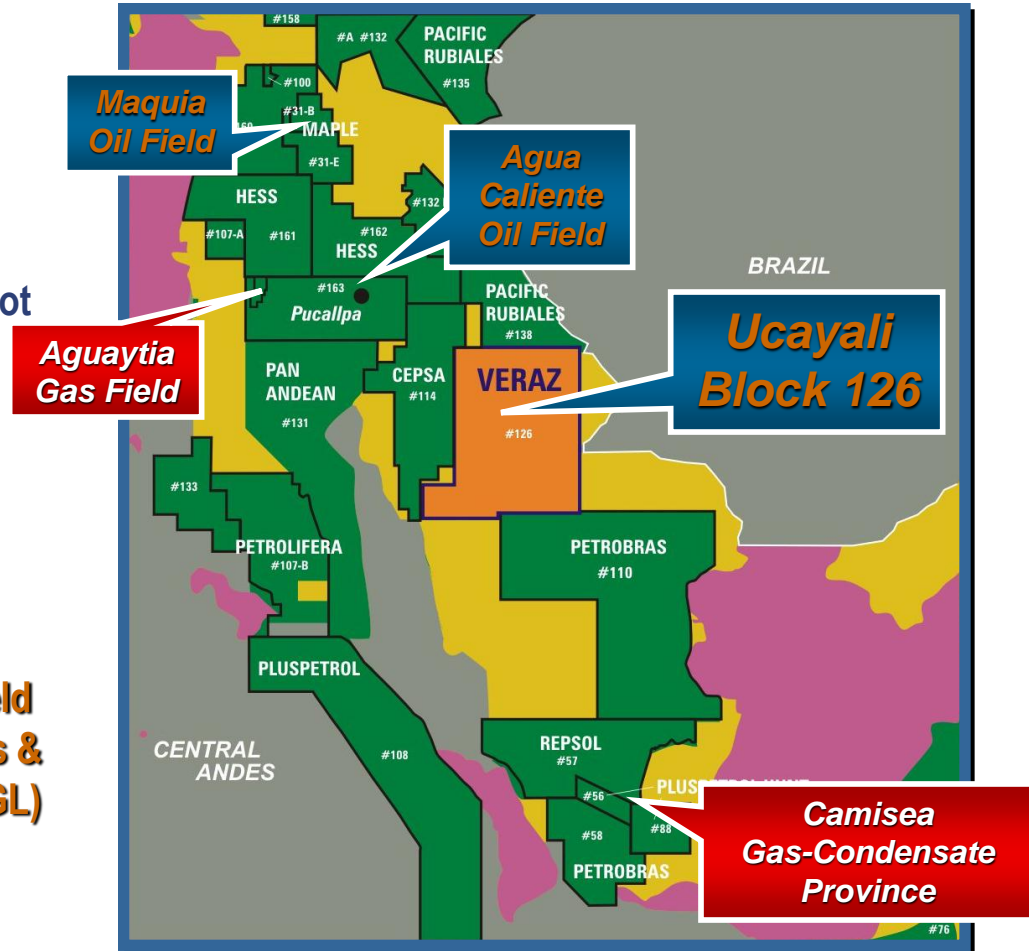 #158
#A #132
PACIFIC
RUBIALES
#135
#100
#31-B
MAPLE
#31-E
Maquia
Oil Field
Agua
Caliente
Oil Field
HESS
#107-A
#161
#162
HESS
#132
BRAZIL
#163
Pucallpa
PACIFIC
RUBIALES
#138
ot
Aguaytia
Gas Field
Ucayali
Block 126
PAN
ANDEAN
#131
CEPSA
#114
VERAZ
#126
#133
PETROLIFERA
#107-B
PETROBRAS
#110
PLUSPETROL
#108
eld
s &
GL)
CENTRAL
ANDES
REPSOL
#57
#56
#88
#58
PETROBRAS
Camisea
Gas-Condensate
Province
#76